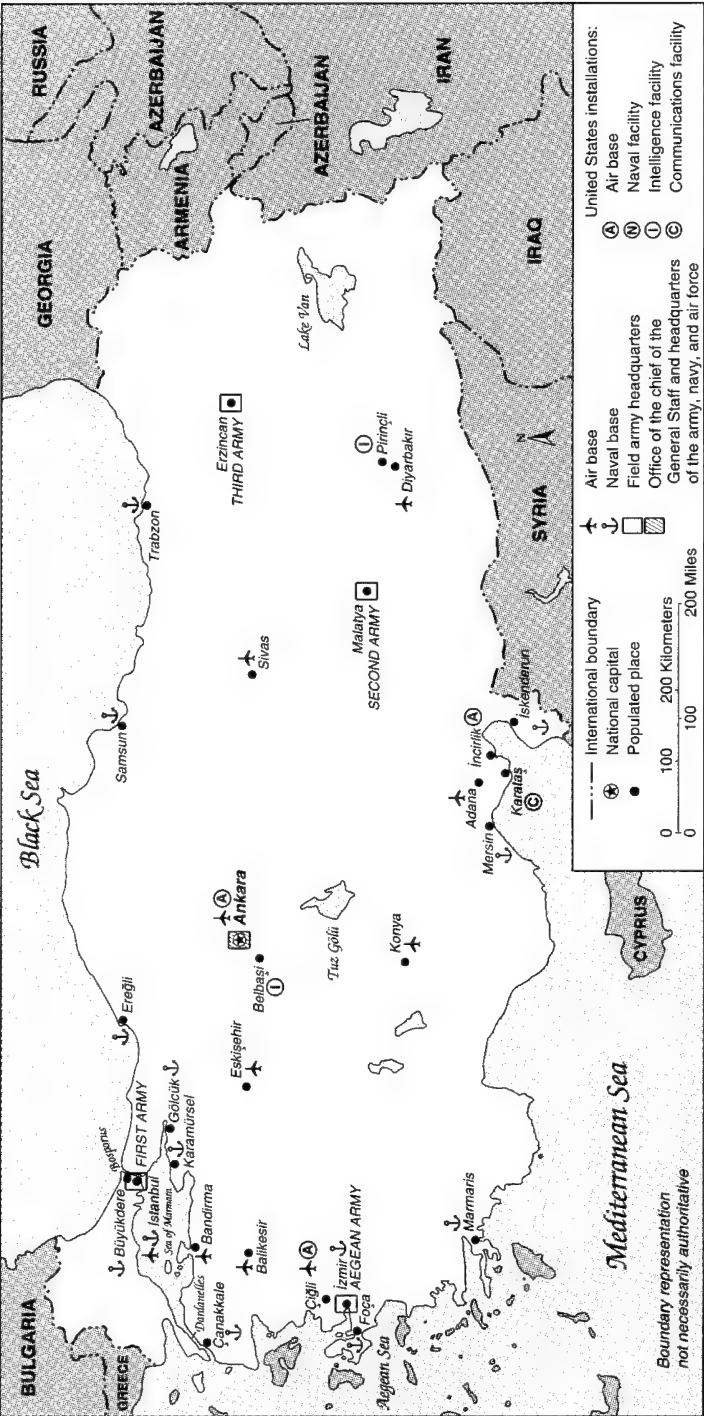 BULGARIA
GREECE
Black Sea
RUSSIA
GEORGIA
AZERBAIJAN
ARMENIA
AZERBAIJAN
IRAN
IRAQ
SYRIA
CYPRUS
Bosporus
Büyükdere
Istanbul
FIRST ARMY
Sea of Marmara
Gölcük
Karamürsel
Bandirma
Dardanelles
Çanakkale
Balikesir
Ereğli
Eskişehir
Ankara
Belbaşi
I
A
Samsun
Trabzon
Sivas
Erzincan
THIRD ARMY
Lake Van
Tuz Gölü
Malatya
SECOND ARMY
I
Pirinçli
Diyarbakır
Çiğli
A
İzmir
AEGEAN ARMY
Foça
Aegean Sea
Konya
Marmaris
Mersin
Adana
İncirlik
A
Karataş
C
İskenderun
Mediterranean Sea
N
Boundary representation
not necessarily authoritative
International boundary
National capital
Populated place
0 100 200 Kilometers
0 100 200 Miles
Air base
Naval base
Field army headquarters
Office of the chief of the
General Staff and headquarters
of the army, navy, and air force
United States installations:
A Air base
N Naval facility
I Intelligence facility
C Communications facility